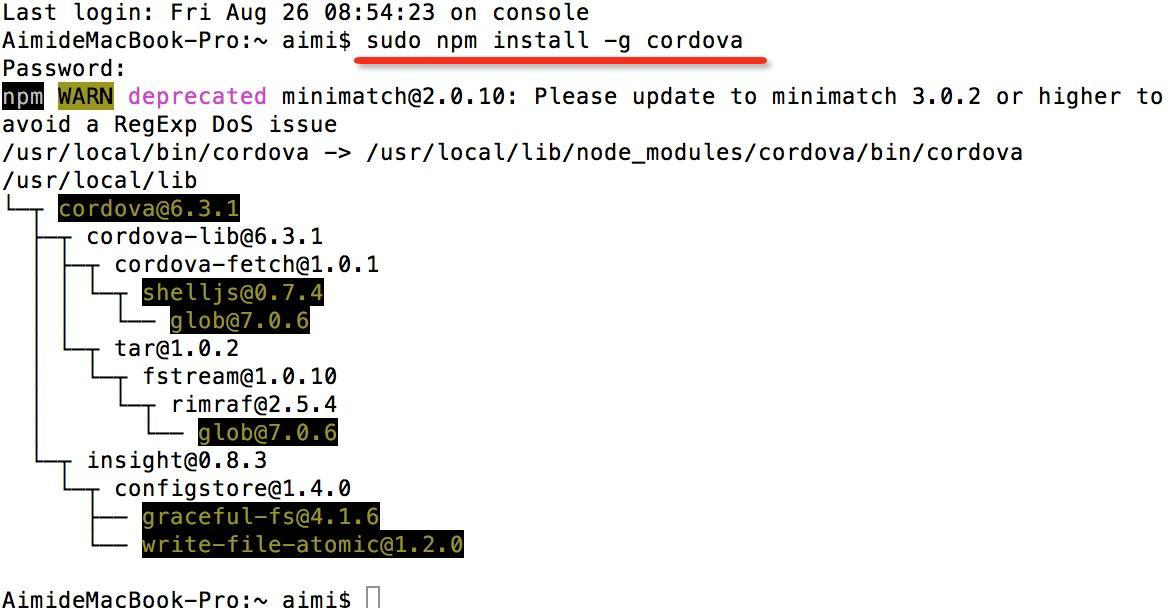 Last login: Fri Aug 26 08:54:23 on console
AimideMacBook-Pro:~ aimi$ sudo npm install -g cordova
Password:
npm WARN deprecated minimatch@2.0.10: Please update to minimatch 3.0.2 or higher to
avoid a RegExp DoS issue
/usr/local/bin/cordova -> /usr/local/lib/node_modules/cordova/bin/cordova
/usr/local/lib
└─┬ cordova@6.3.1
  ├─┬ cordova-lib@6.3.1
  │ ├─┬ cordova-fetch@1.0.1
  │ │ └─┬ shelljs@0.7.4
  │ │   └── glob@7.0.6
  │ └─┬ tar@1.0.2
  │   └─┬ fstream@1.0.10
  │     └─┬ rimraf@2.5.4
  │       └── glob@7.0.6
  └─┬ insight@0.8.3
    └─┬ configstore@1.4.0
      ├── graceful-fs@4.1.6
      └── write-file-atomic@1.2.0
AimideMacBook-Pro:~ aimi$